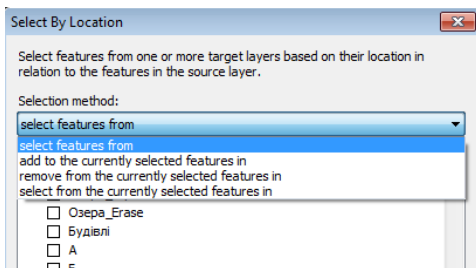 Select By Location
Select features from one or more target layers based on their location in
relation to the features in the source layer.
Selection method:
select features from
select features from
add to the currently selected features in
remove from the currently selected features in
select from the currently selected features in
Озера_Erase
Будівлі
А